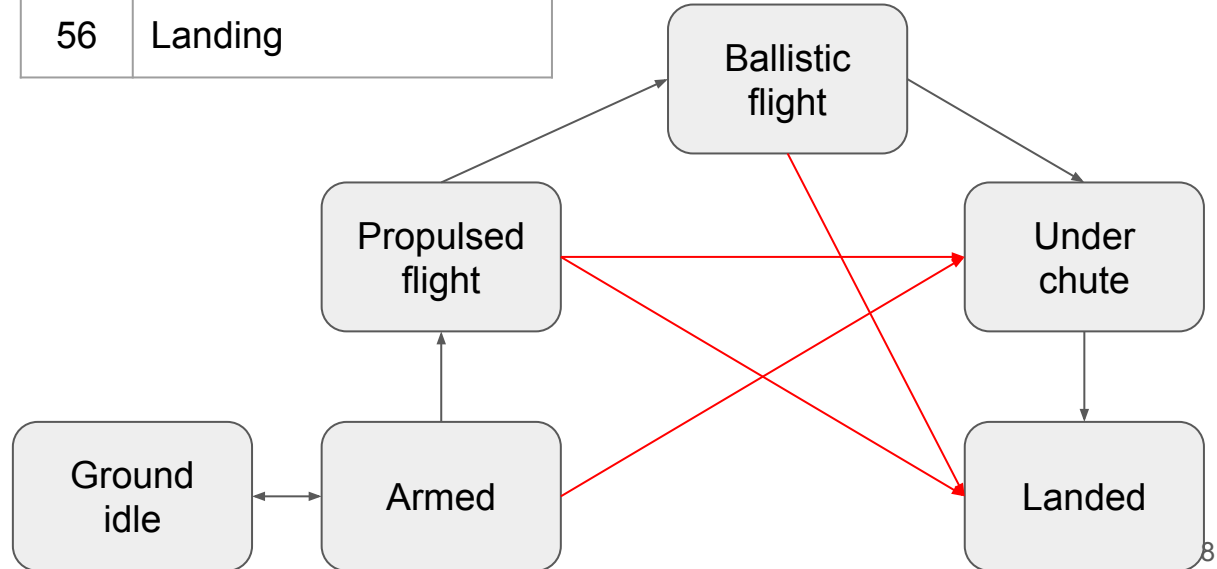 56 Landing
Ballistic
flight
Propulsed
flight
Under
chute
Ground
idle
Armed
Landed
8